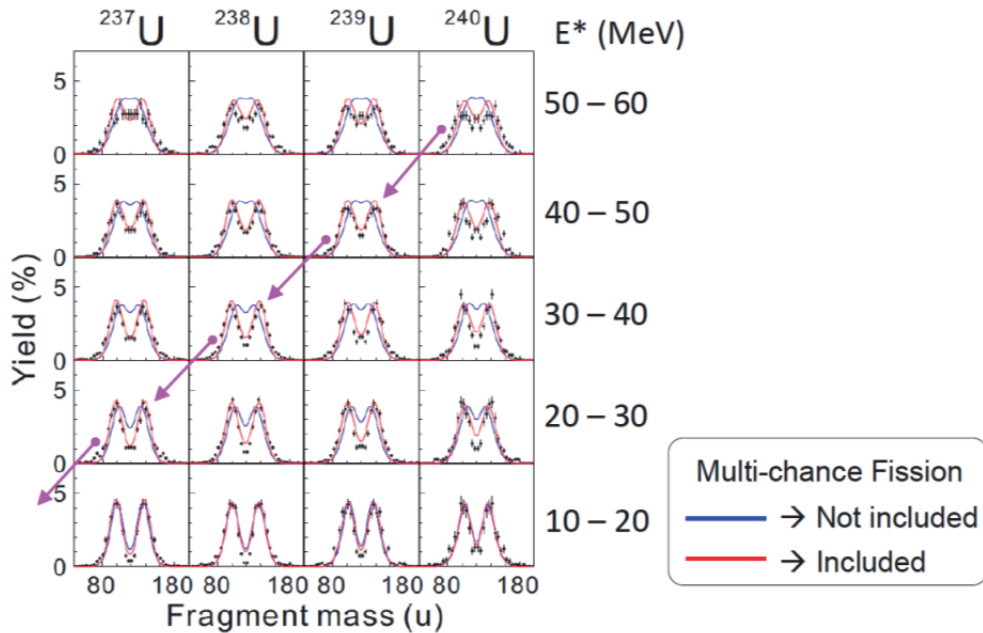 ²³⁷U ²³⁸U ²³⁹U ²⁴⁰U E* (MeV)
5
0
50 – 60
5
0
40 – 50
5
0
30 – 40
5
0
20 – 30
5
0
10 – 20
80 180 80 180 80 180 80 180
Yield (%)
Fragment mass (u)
Multi-chance Fission
→ Not included
→ Included